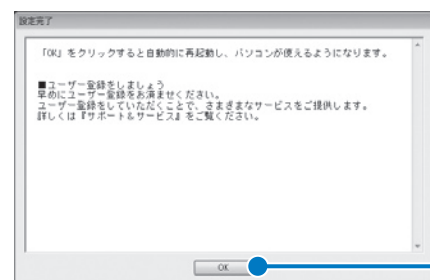 設定完了
「OK」をクリックすると自動的に再起動し、パソコンが使えるようになります。
■ユーザー登録をしましょう
早めにユーザー登録をお済ませください。
ユーザー登録をしていただくことで、さまざまなサービスをご提供します。
詳しくは『サポート&サービス』をご覧ください。
OK